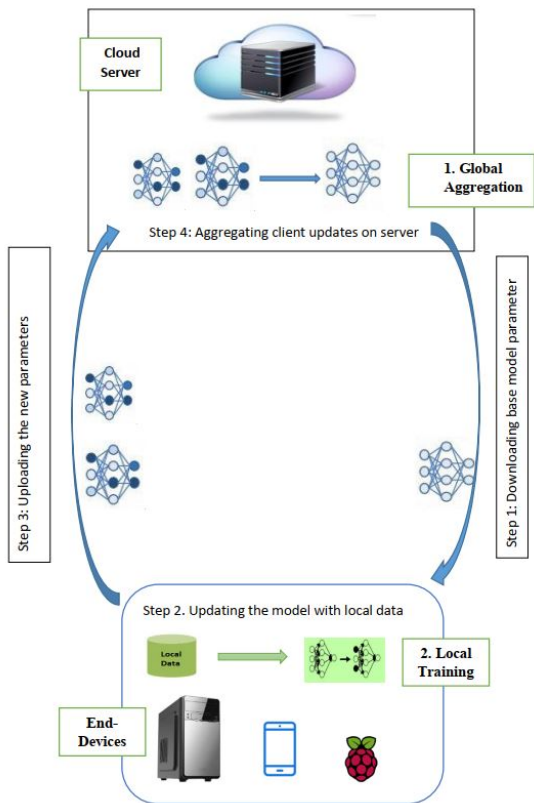 Cloud
Server
1. Global
Aggregation
Step 4: Aggregating client updates on server
Step 3: Uploading the new parameters
Step 1: Downloading base model parameter
Step 2. Updating the model with local data
Local
Data
2. Local
Training
End-
Devices